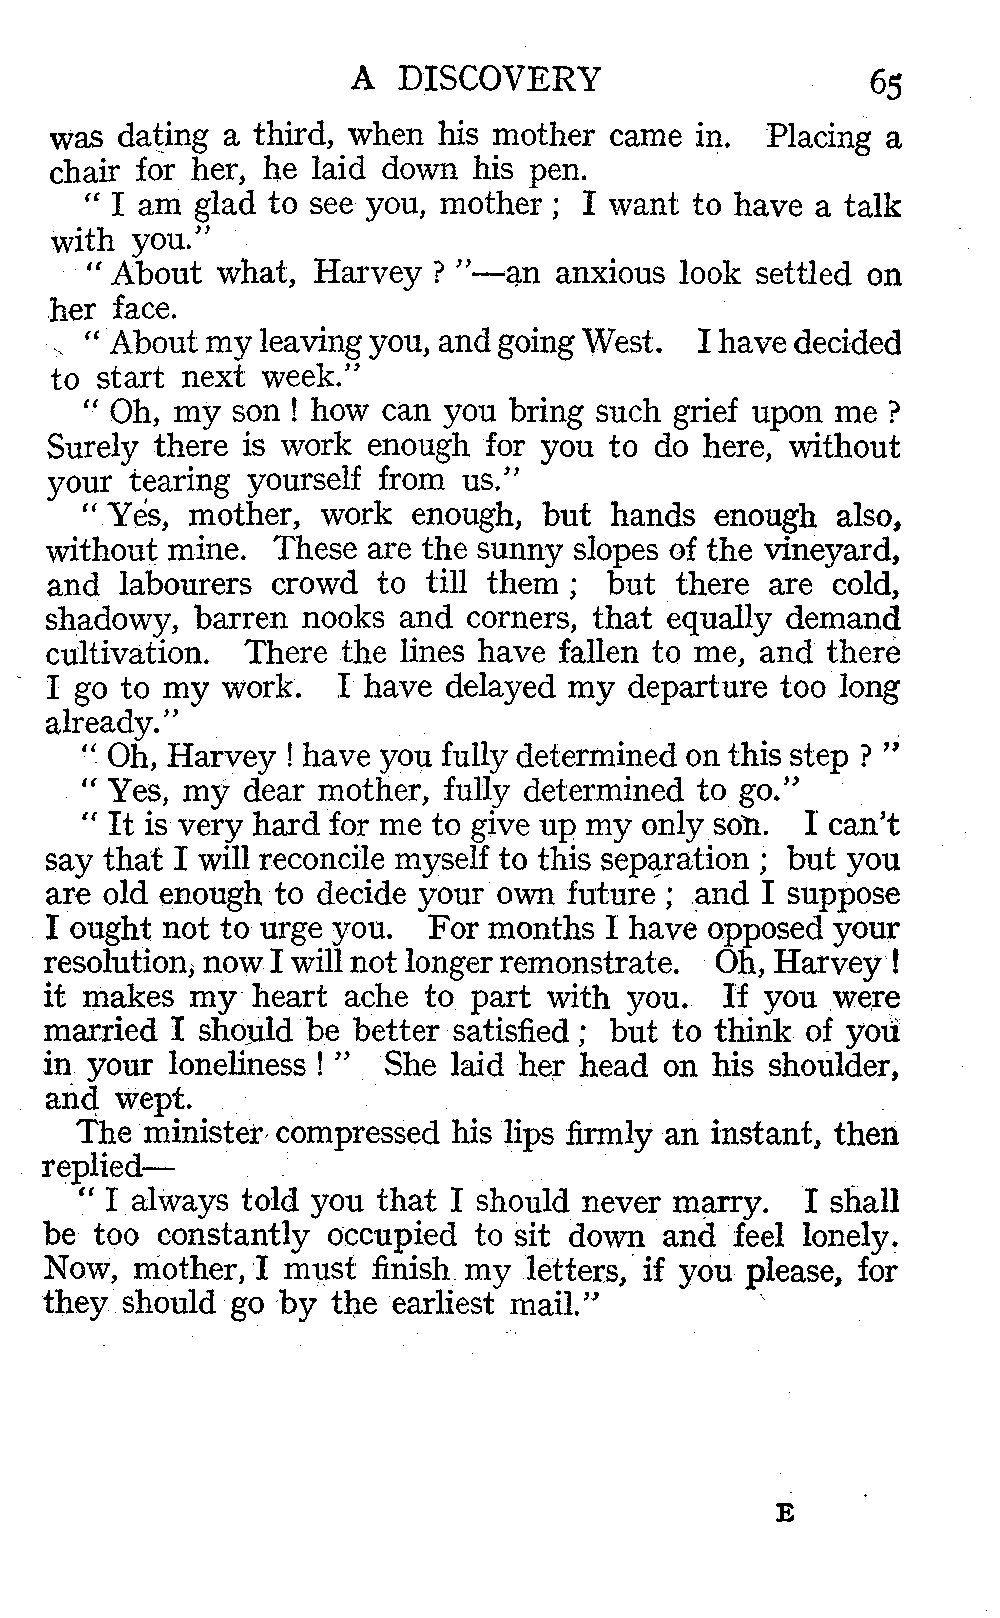 A DISCOVERY 65
was dating a third, when his mother came in. Placing a
chair for her, he laid down his pen.
“ I am glad to see you, mother ; I want to have a talk
with you.”
“ About what, Harvey ? ”—an anxious look settled on
her face.
“ About my leaving you, and going West. I have decided
to start next week.”
“ Oh, my son ! how can you bring such grief upon me ?
Surely there is work enough for you to do here, without
your tearing yourself from us.”
“ Yes, mother, work enough, but hands enough also,
without mine. These are the sunny slopes of the vineyard,
and labourers crowd to till them ; but there are cold,
shadowy, barren nooks and corners, that equally demand
cultivation. There the lines have fallen to me, and there
I go to my work. I have delayed my departure too long
already.”
“ Oh, Harvey ! have you fully determined on this step ? ”
“ Yes, my dear mother, fully determined to go.”
“ It is very hard for me to give up my only son. I can’t
say that I will reconcile myself to this separation ; but you
are old enough to decide your own future ; and I suppose
I ought not to urge you. For months I have opposed your
resolution, now I will not longer remonstrate. Oh, Harvey !
it makes my heart ache to part with you. If you were
married I should be better satisfied ; but to think of you
in your loneliness ! ” She laid her head on his shoulder,
and wept.
The minister compressed his lips firmly an instant, then
replied—
“ I always told you that I should never marry. I shall
be too constantly occupied to sit down and feel lonely.
Now, mother, I must finish my letters, if you please, for
they should go by the earliest mail.”
E